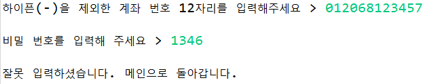 하이픈(-)을 제외한 계좌 번호 12자리를 입력해주세요 > 012068123457
비밀 번호를 입력해 주세요 > 1346
잘못 입력하셨습니다. 메인으로 돌아갑니다.